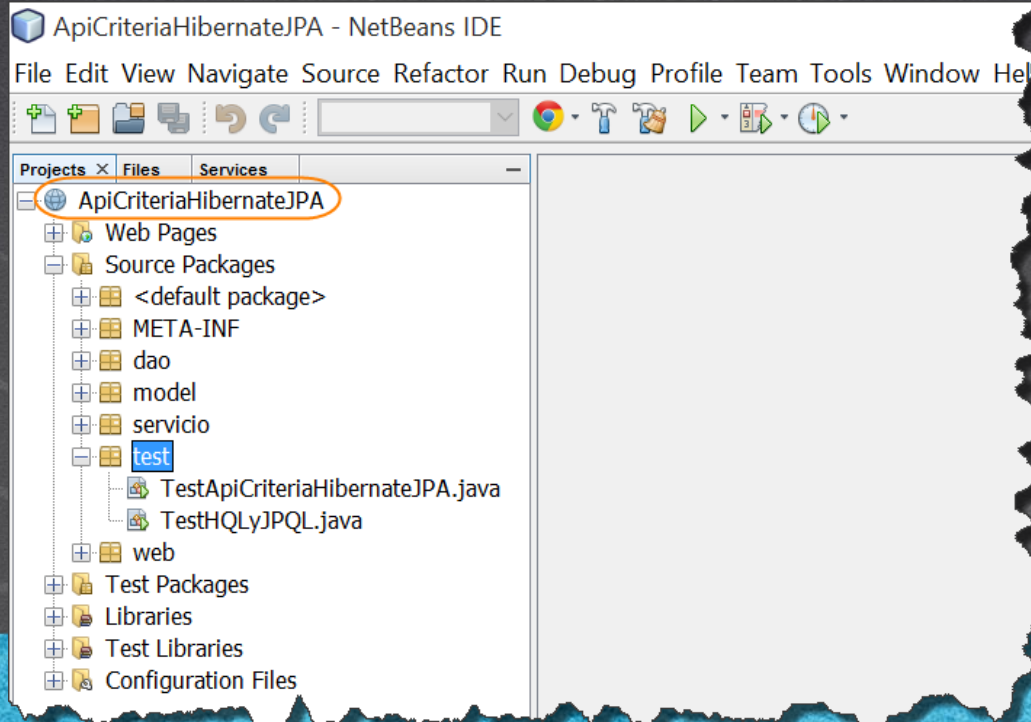 ApiCriteriaHibernateJPA - NetBeans IDE
File Edit View Navigate Source Refactor Run Debug Profile Team Tools Window
Projects Files Services
ApiCriteriaHibernateJPA
Web Pages
Source Packages
<default package>
META-INF
dao
model
servicio
test
TestApiCriteriaHibernateJPA.java
TestHQLyJPQL.java
web
Test Packages
Libraries
Test Libraries
Configuration Files